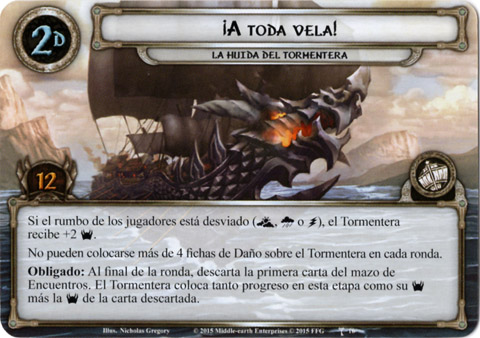 2D
¡A TODA VELA!
LA HUIDA DEL TORMENTERA
12
Si el rumbo de los jugadores está desviado ( , o ), el Tormentera
recibe +2 .
No pueden colocarse más de 4 fichas de Daño sobre el Tormentera en cada ronda.
Obligado: Al final de la ronda, descarta la primera carta del mazo de
Encuentros. El Tormentera coloca tanto progreso en esta etapa como su
más la de la carta descartada.
Illus. Nicholas Gregory © 2015 Middle-earth Enterprises © 2015 FFG